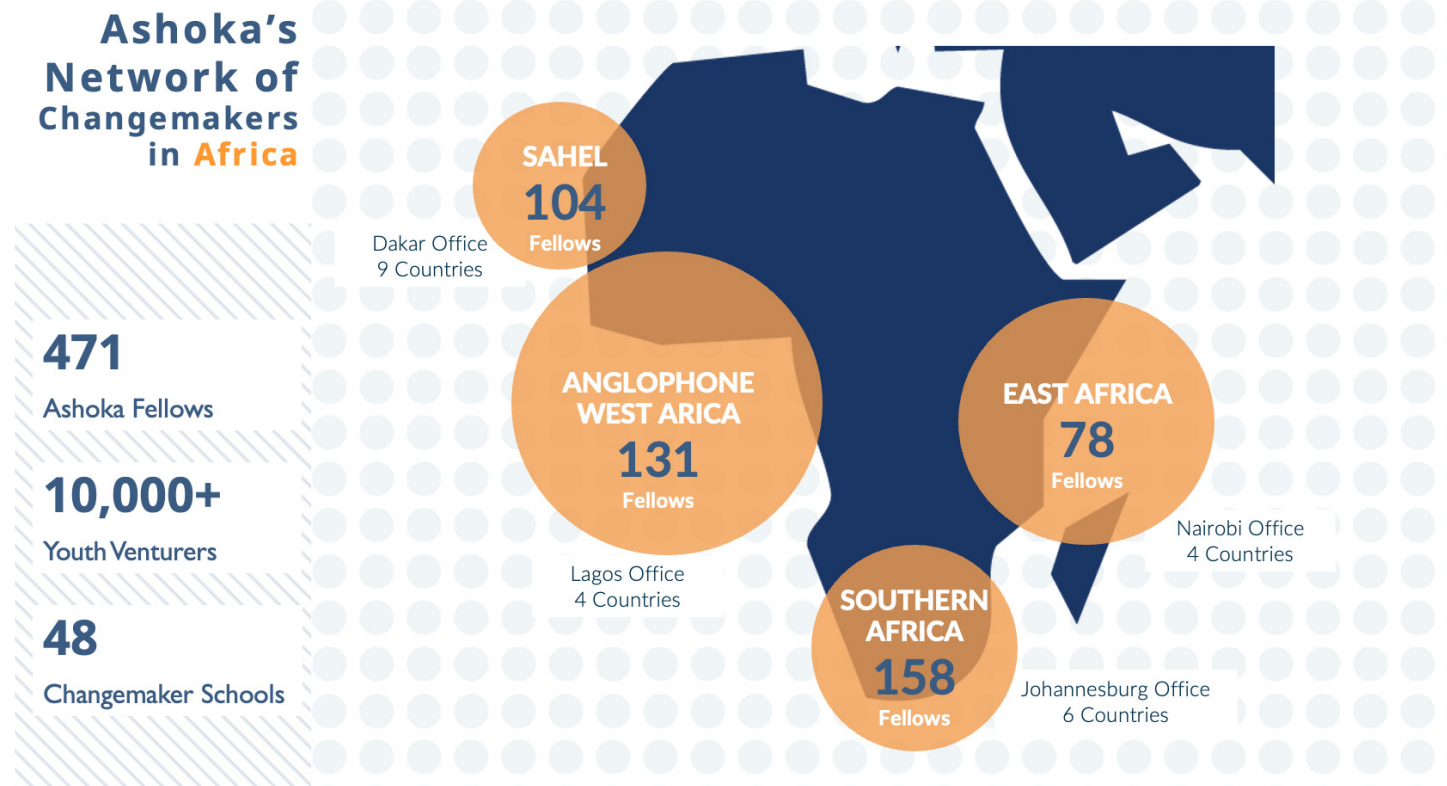 Ashoka's
Network of
Changemakers
in Africa
471
Ashoka Fellows
10,000+
Youth Venturers
48
Changemaker Schools
SAHEL
104
Fellows
Dakar Office
9 Countries
ANGLOPHONE
WEST ARICA
131
Fellows
Lagos Office
4 Countries
EAST AFRICA
78
Fellows
Nairobi Office
4 Countries
SOUTHERN
AFRICA
158
Fellows
Johannesburg Office
6 Countries